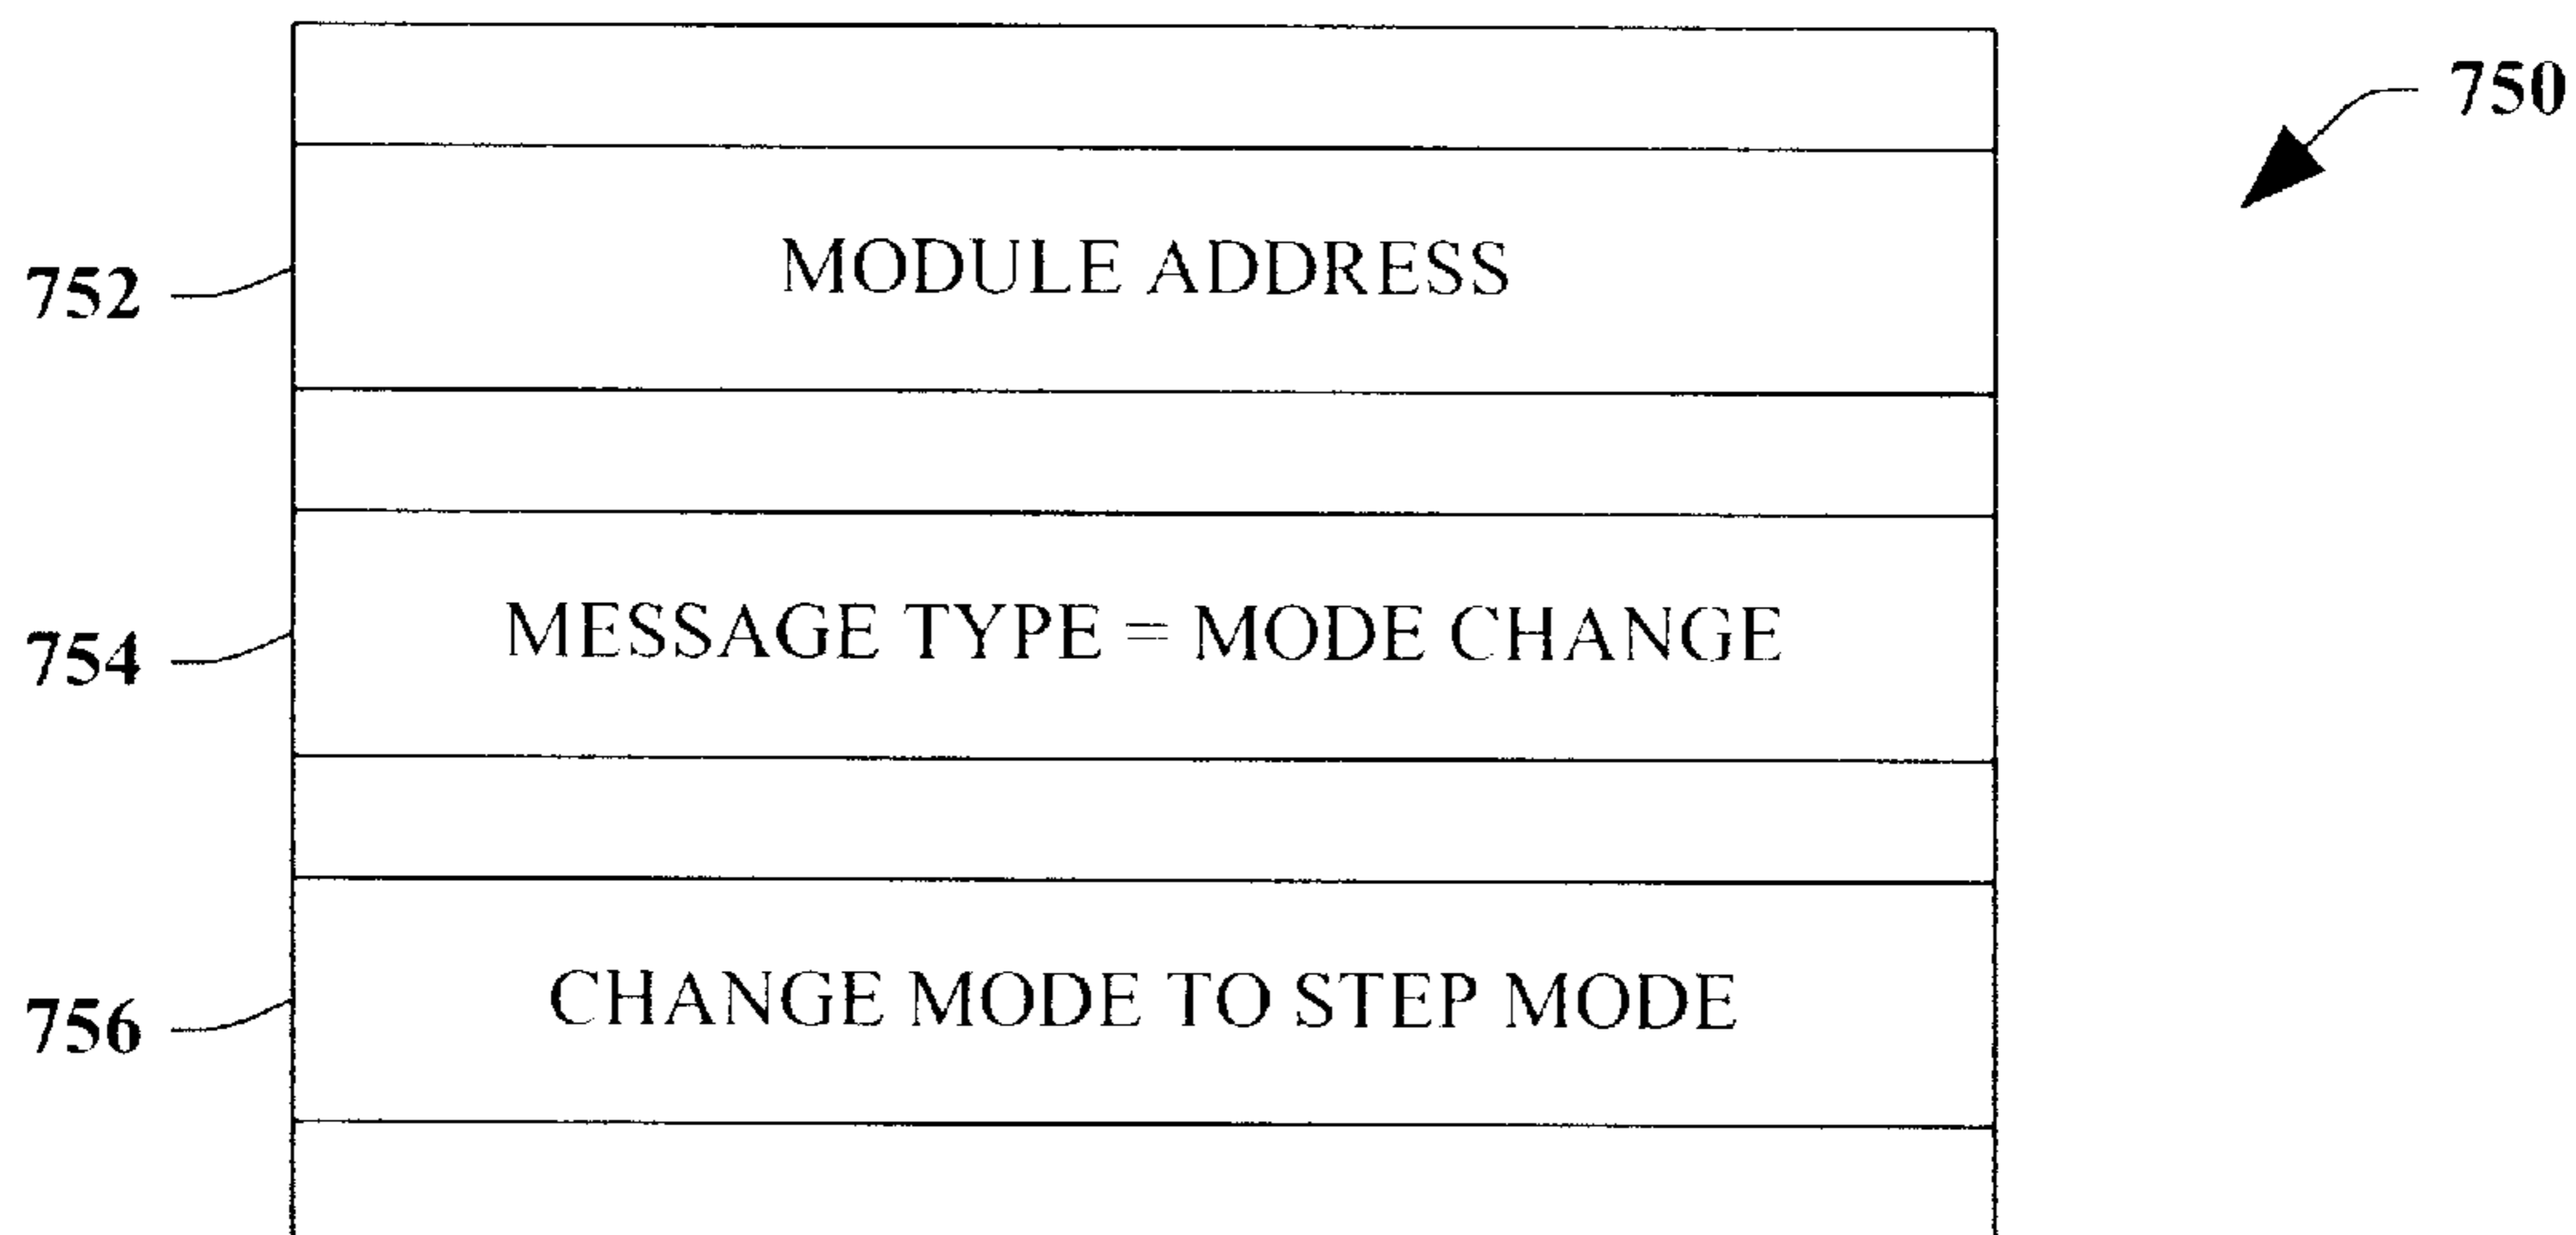 750
752 MODULE ADDRESS
754 MESSAGE TYPE = MODE CHANGE
756 CHANGE MODE TO STEP MODE